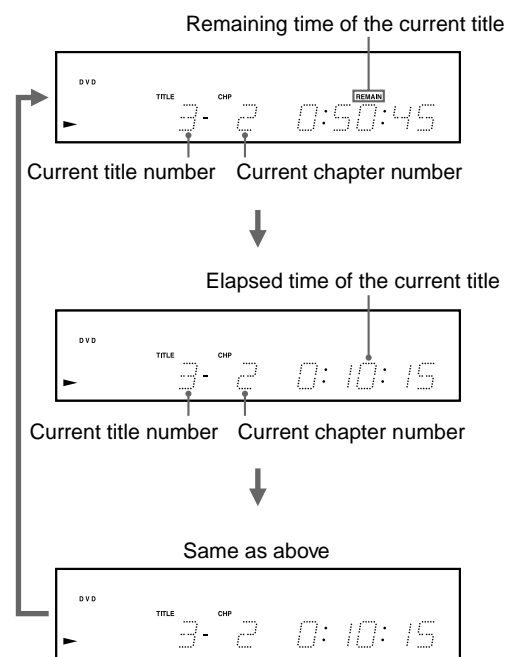 Remaining time of the current title
DVD
TITLE CHP REMAIN
3- 2 0:50:45
Current title number Current chapter number
Elapsed time of the current title
DVD
TITLE CHP
3- 2 0:10:15
Current title number Current chapter number
Same as above
DVD
TITLE CHP
3- 2 0:10:15